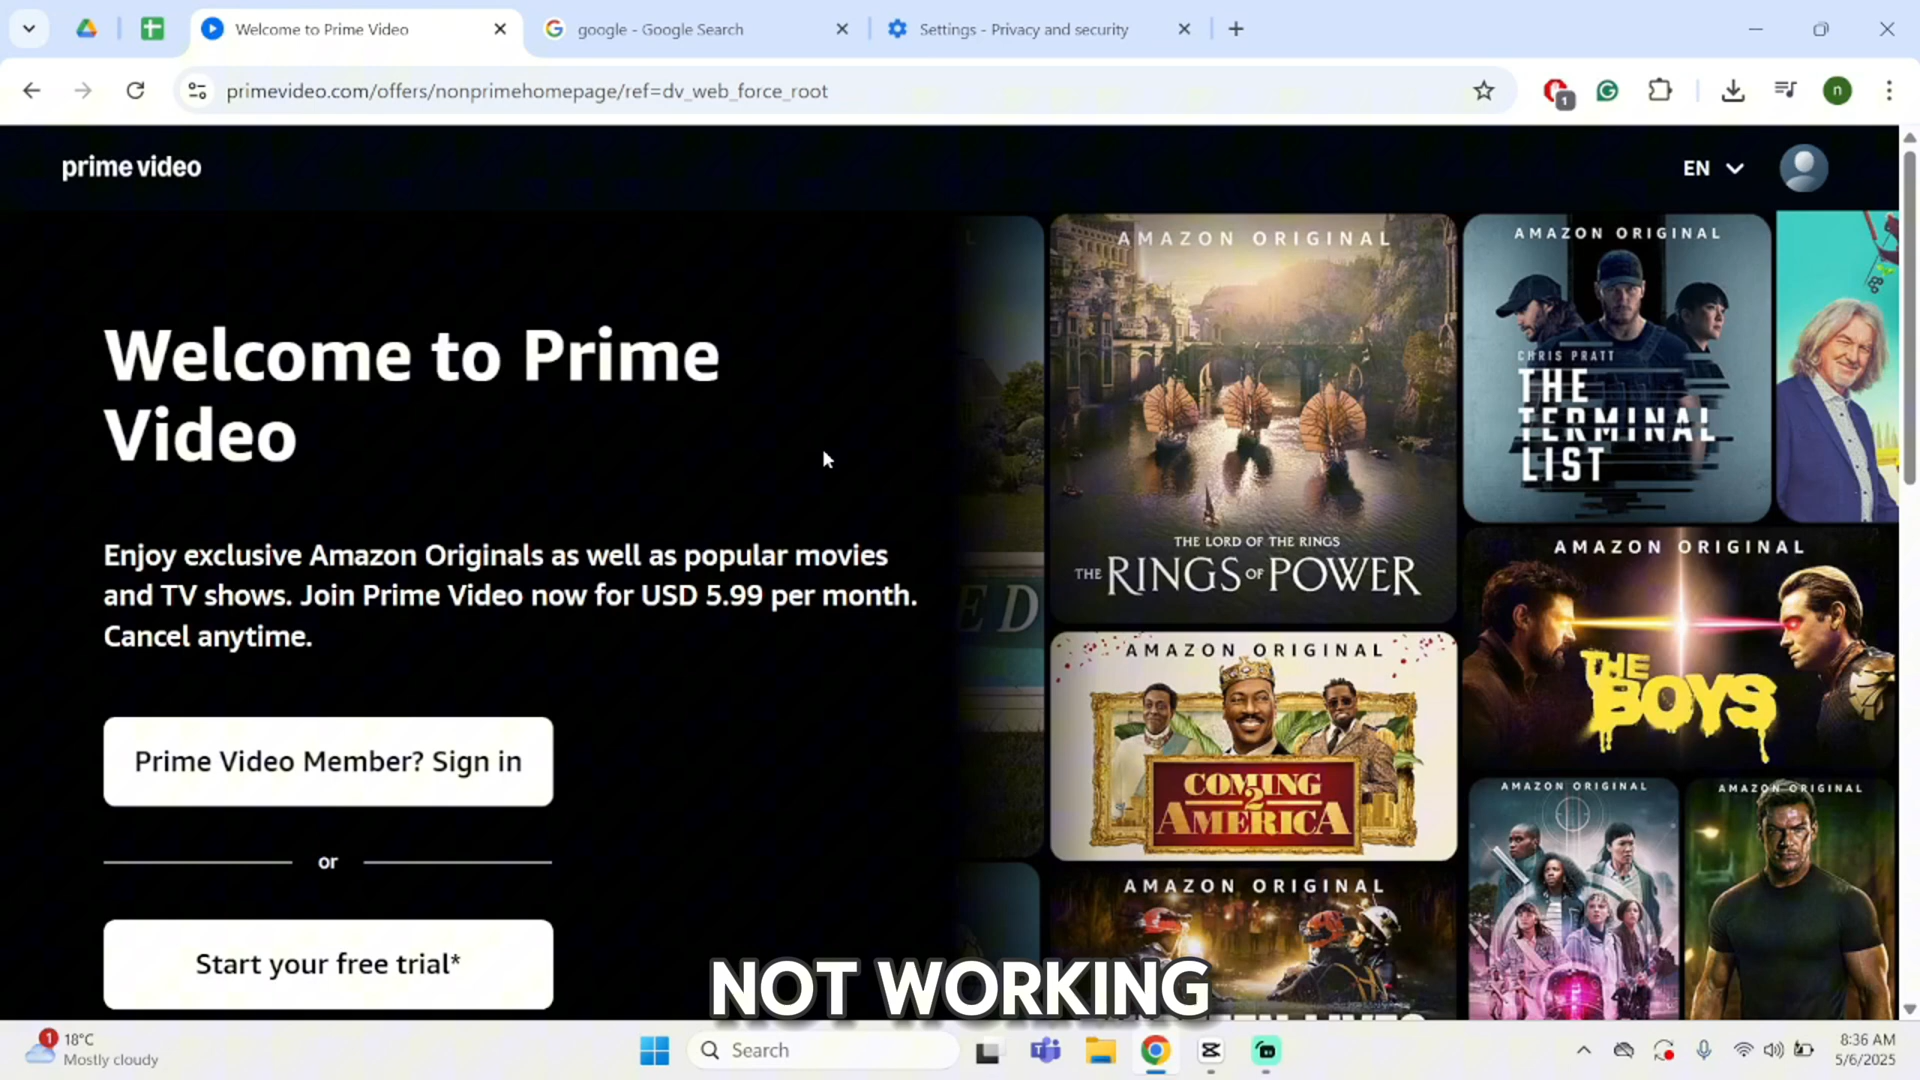 Welcome to Prime Video
google - Google Search
Settings - Privacy and security
primevideo.com/offers/nonprimehomepage/ref=dv_web_force_root
1
n
prime video
EN
Welcome to Prime
Video
Enjoy exclusive Amazon Originals as well as popular movies
and TV shows. Join Prime Video now for USD 5.99 per month.
Cancel anytime.
Prime Video Member? Sign in
or
Start your free trial*
AMAZON ORIGINAL
THE LORD OF THE RINGS
THE RINGS OF POWER
AMAZON ORIGINAL
CHRIS PRATT
THE
TERMINAL
LIST
AMAZON ORIGINAL
THE
BOYS
AMAZON ORIGINAL
COMING
2
AMERICA
AMAZON ORIGINAL
AMAZON ORIGINAL
AMAZON ORIGINAL
NOT WORKING
1
18°C
Mostly cloudy
Search
8:36 AM
5/6/2025